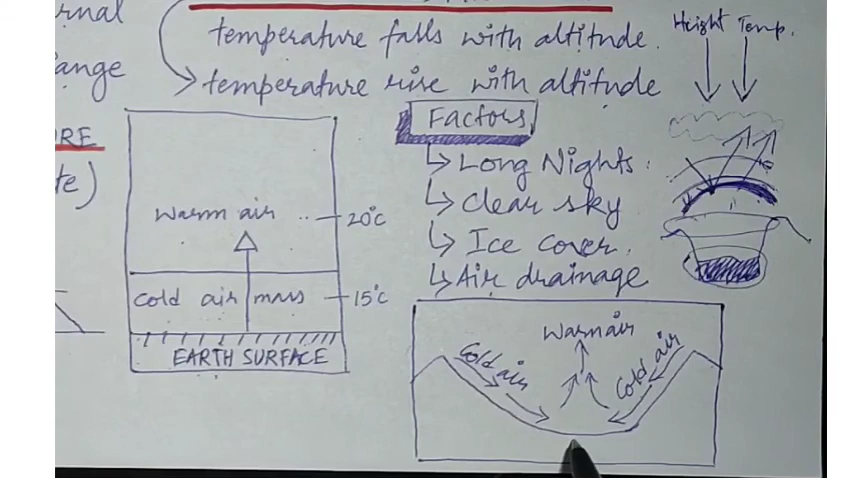 rnal
ange
RE
te)
temperature falls with altitude.
temperature rise with altitude
Height Temp.
Factors
Long Nights
Clear sky
Ice cover.
Air drainage
Warm air
20°C
Cold air mass
15°C
EARTH SURFACE
Warm air
Cold air
Cold air